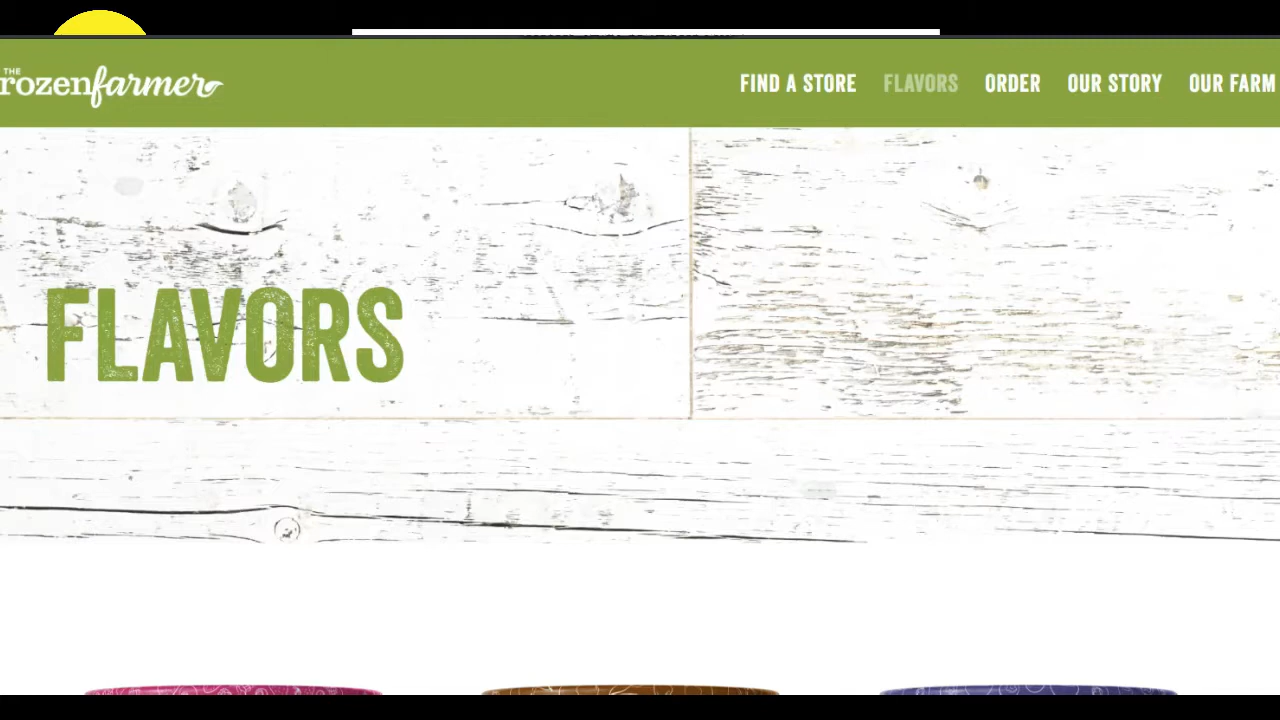 THE
rozenfarmer
FIND A STORE FLAVORS ORDER OUR STORY OUR FARM
FLAVORS